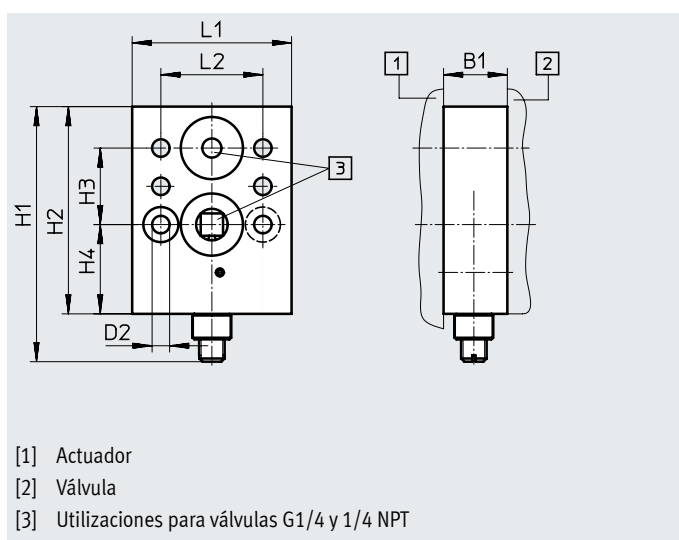 L1
L2
B1
1
2
3
H1
H2
H3
H4
D2
[1] Actuador
[2] Válvula
[3] Utilizaciones para válvulas G1/4 y 1/4 NPT